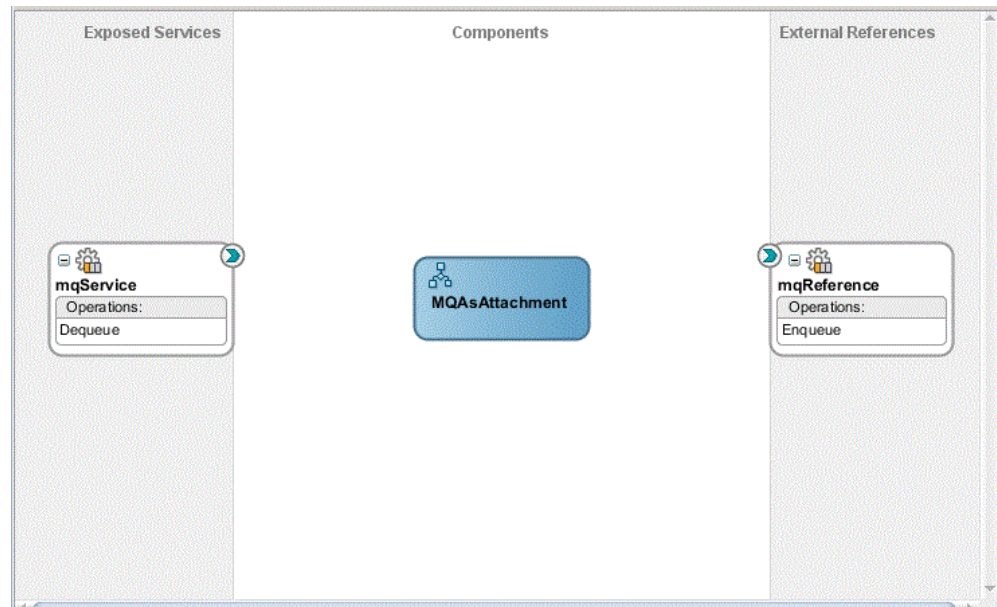 Exposed Services
Components
External References
mqService
Operations:
Dequeue
MQAsAttachment
mqReference
Operations:
Enqueue